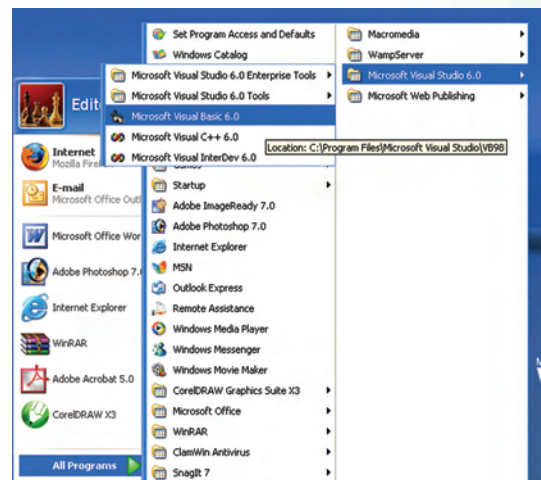 Set Program Access and Defaults
Windows Catalog
Macromedia
WampServer
Microsoft Visual Studio 6.0
Microsoft Web Publishing
Microsoft Visual Studio 6.0 Enterprise Tools
Microsoft Visual Studio 6.0 Tools
Microsoft Visual Basic 6.0
Microsoft Visual C++ 6.0
Microsoft Visual InterDev 6.0
Location: C:\Program Files\Microsoft Visual Studio\VB98
Edit
Internet
Mozilla Firef
E-mail
Microsoft Office Outl
Microsoft Office Wor
Adobe Photoshop 7.
Internet Explorer
WinRAR
Adobe Acrobat 5.0
CorelDRAW X3
All Programs
Games
Startup
Adobe ImageReady 7.0
Adobe Photoshop 7.0
Internet Explorer
MSN
Outlook Express
Remote Assistance
Windows Media Player
Windows Messenger
Windows Movie Maker
CorelDRAW Graphics Suite X3
Microsoft Office
WinRAR
ClamWin Antivirus
SnagIt 7